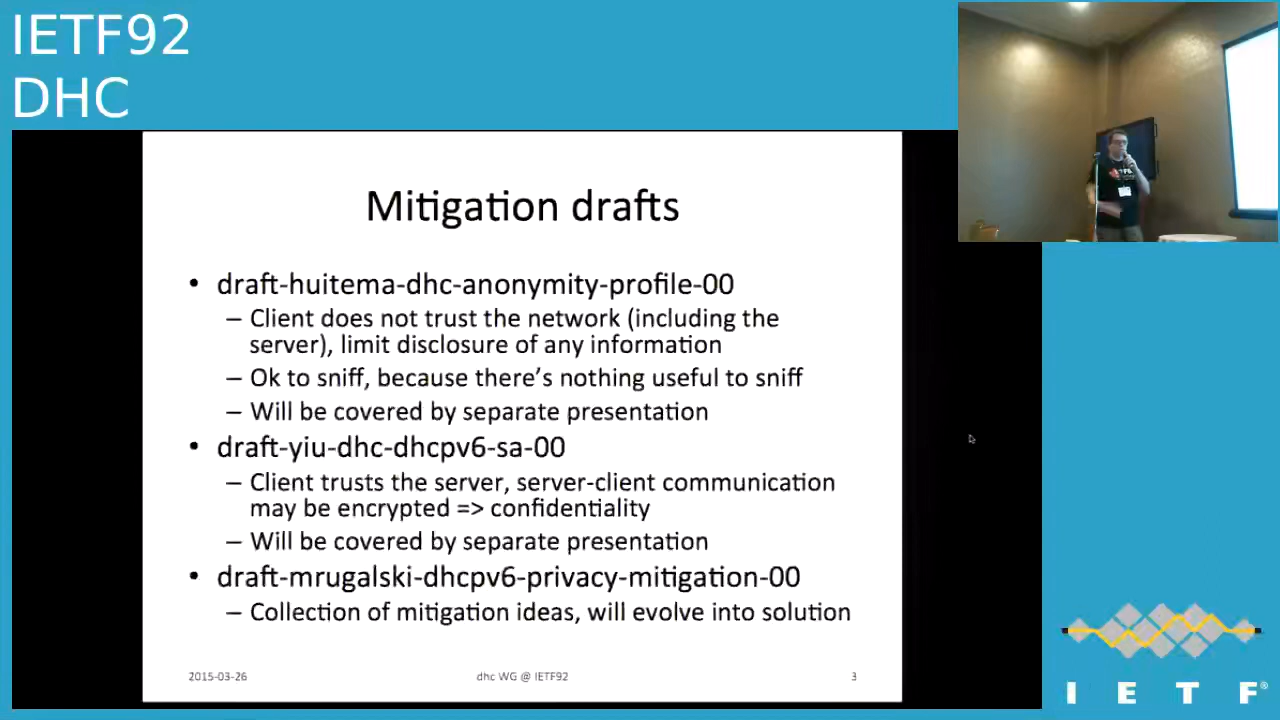 IETF92
DHC
Mitigation drafts
• draft-huitema-dhc-anonymity-profile-00
– Client does not trust the network (including the
server), limit disclosure of any information
– Ok to sniff, because there's nothing useful to sniff
– Will be covered by separate presentation
• draft-yiu-dhc-dhcpv6-sa-00
– Client trusts the server, server-client communication
may be encrypted => confidentiality
– Will be covered by separate presentation
• draft-mrugalski-dhcpv6-privacy-mitigation-00
– Collection of mitigation ideas, will evolve into solution
2015-03-26
dhc WG @ IETF92
3
I E T F®